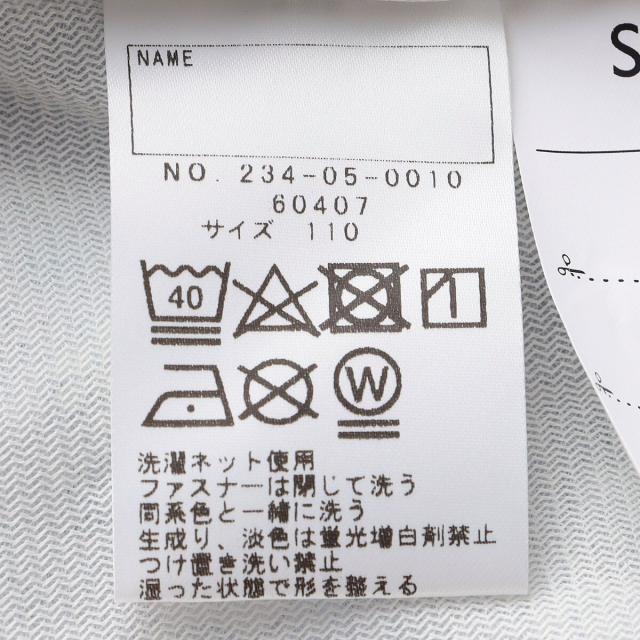 NAME
NO. 234-05-0010
60407
サイズ 110
40
W
洗濯ネット使用
ファスナーは閉じて洗う
同系色と一緒に洗う
生成り、淡色は蛍光増白剤禁止
つけ置き洗い禁止
湿った状態で形を整える
S